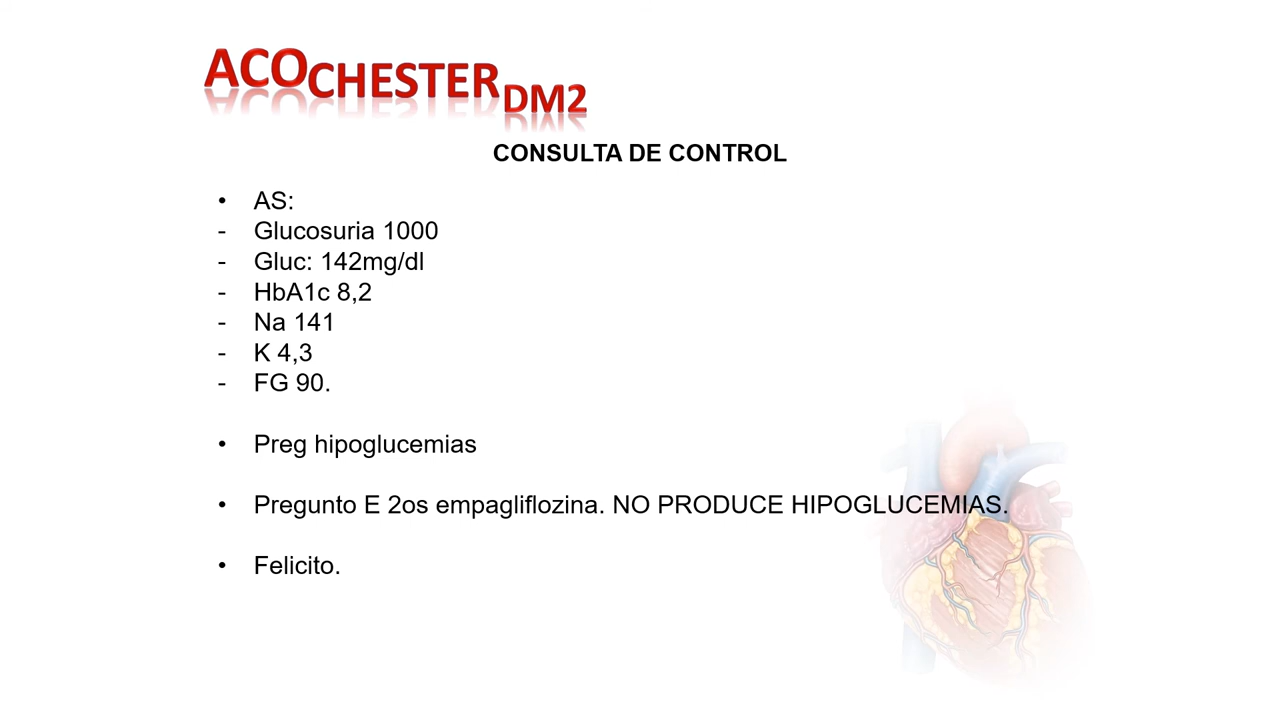 ACOCHESTERDM2
CONSULTA DE CONTROL
• AS:
- Glucosuria 1000
- Gluc: 142mg/dl
- HbA1c 8,2
- Na 141
- K 4,3
- FG 90.
• Preg hipoglucemias
• Pregunto E 2os empagliflozina. NO PRODUCE HIPOGLUCEMIAS.
• Felicito.